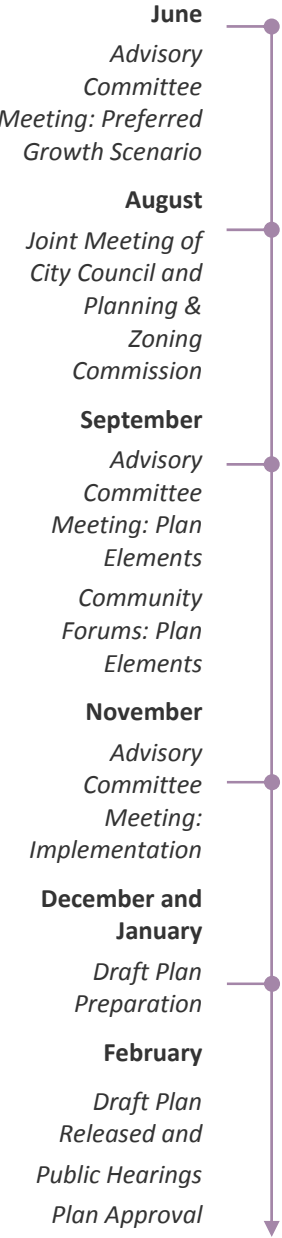 June
Advisory
Committee
Meeting: Preferred
Growth Scenario
August
Joint Meeting of
City Council and
Planning &
Zoning
Commission
September
Advisory
Committee
Meeting: Plan
Elements
Community
Forums: Plan
Elements
November
Advisory
Committee
Meeting:
Implementation
December and
January
Draft Plan
Preparation
February
Draft Plan
Released and
Public Hearings
Plan Approval